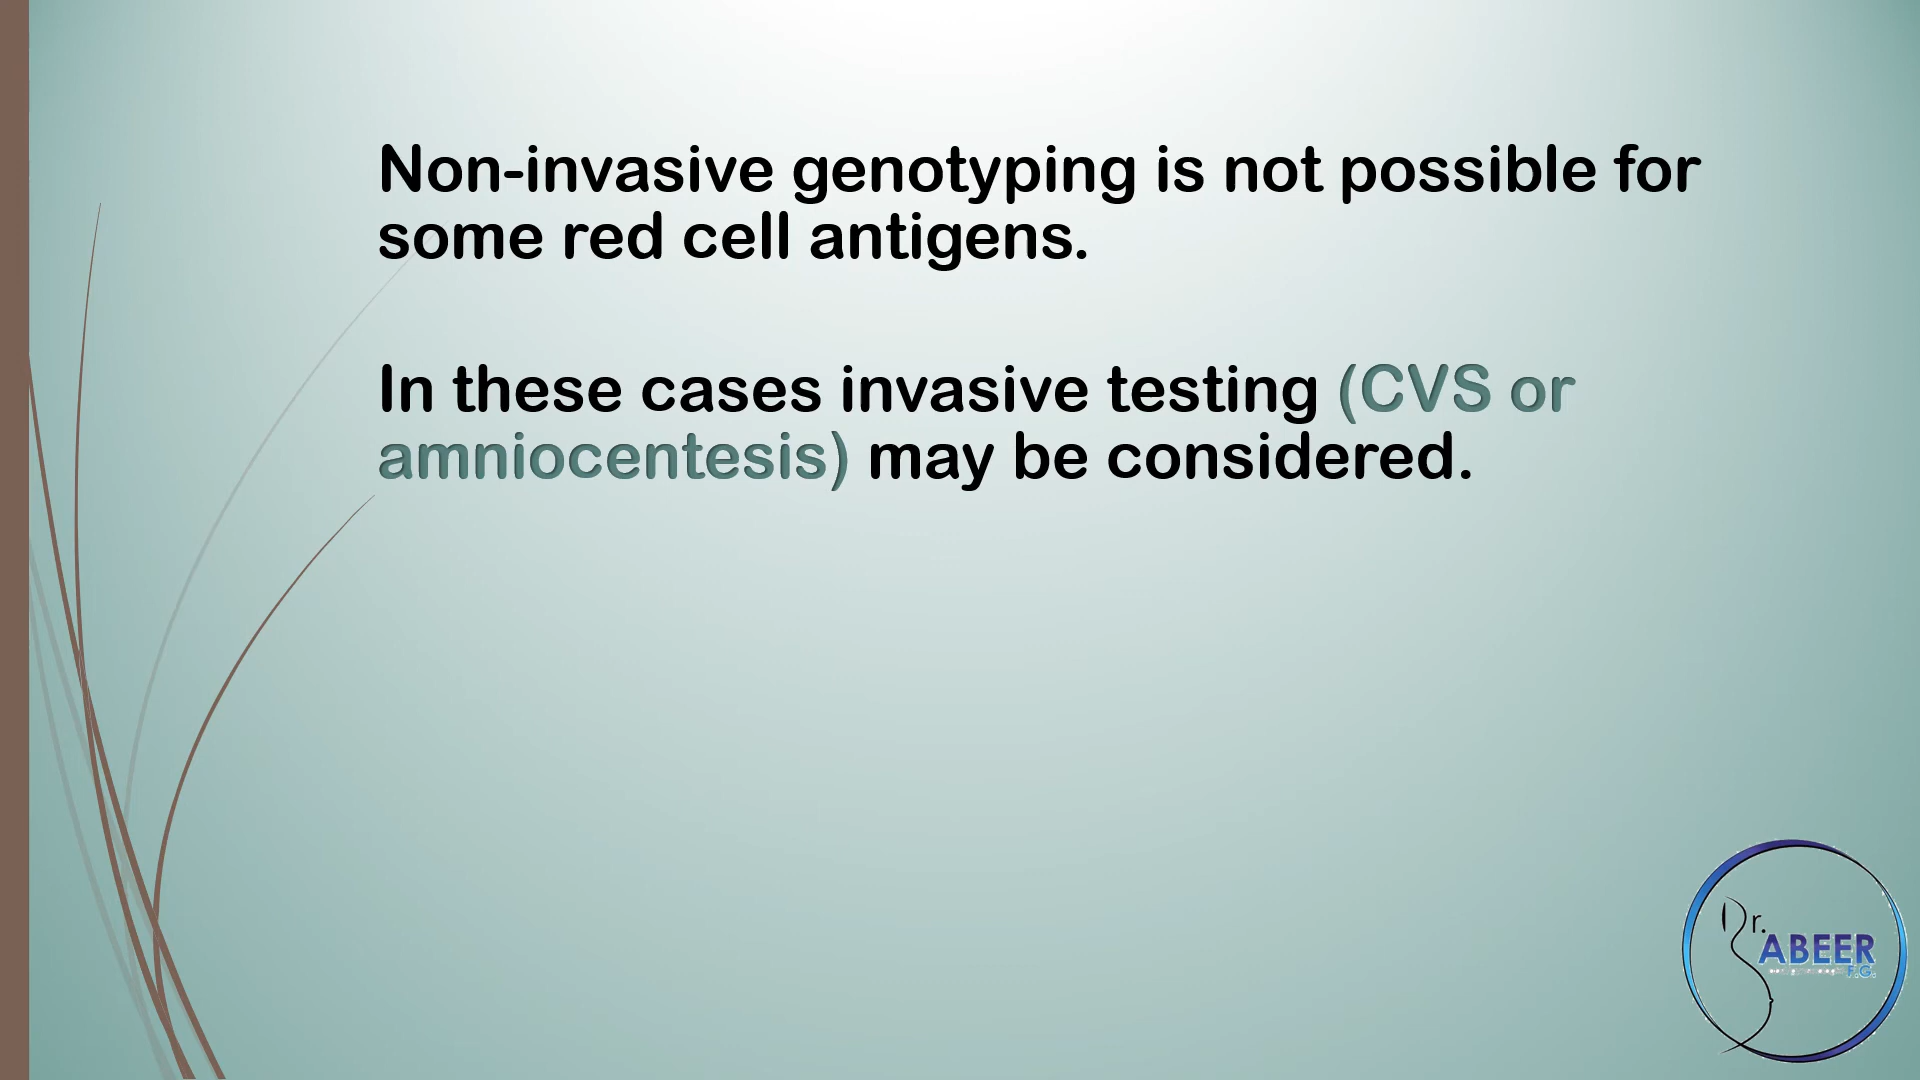 Non-invasive genotyping is not possible for
some red cell antigens.
In these cases invasive testing (CVS or
amniocentesis) may be considered.
Dr.
ABEER
F.G.